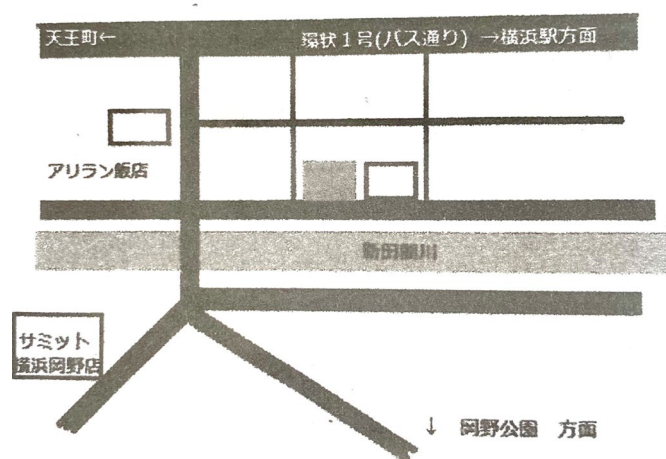 天王町← 環状1号(バス通り) →横浜駅方面
アリラン飯店
新田間川
サミット
横浜岡野店
↓ 岡野公園 方面